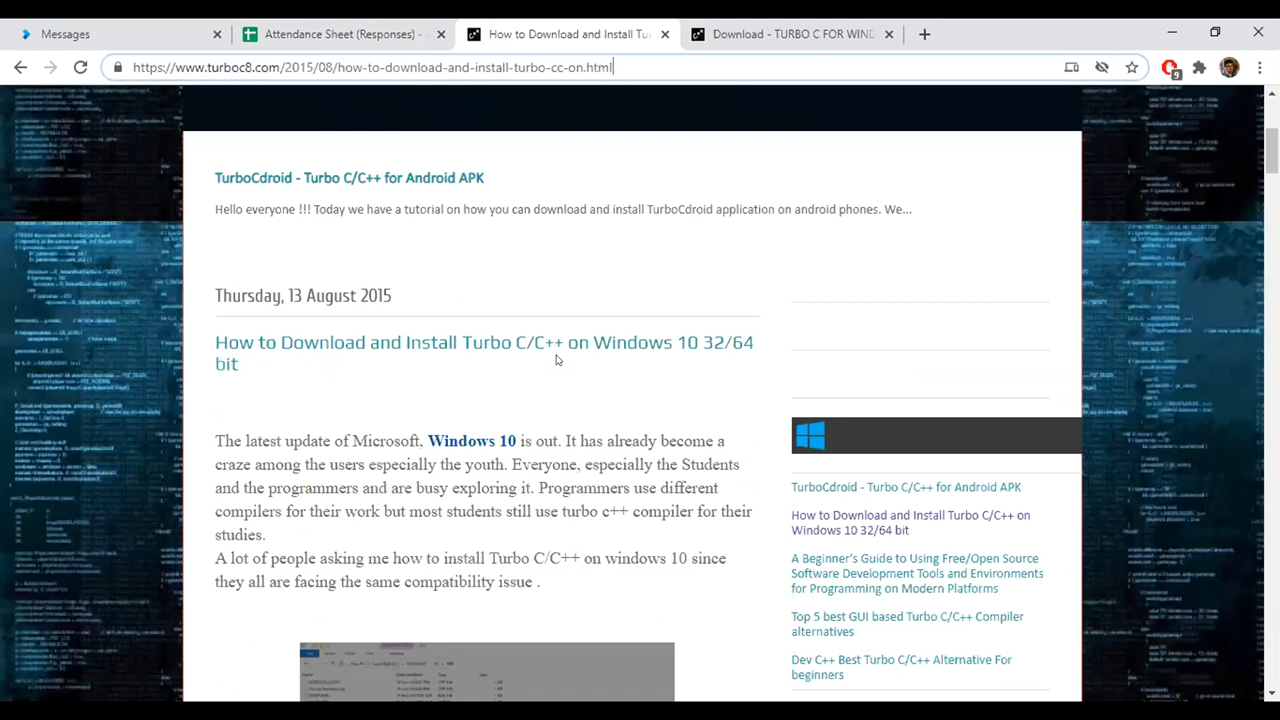 Messages
Attendance Sheet (Responses) -
How to Download and Install Tu
Download - TURBO C FOR WIND
https://www.turboc8.com/2015/08/how-to-download-and-install-turbo-cc-on.html
9
TurboCdroid - Turbo C/C++ for Android APK
Hello everyone !!! Today we have a tutorial on how you can download and install TurboCdroid application on android phones. We...
Thursday, 13 August 2015
How to Download and Install Turbo C/C++ on Windows 10 32/64
bit
The latest update of Microsoft, Windows 10 is out. It has already become a
craze among the users especially the youth. Everyone, especially the Students
and the programmers and are busy exploring it. Programmers use different
compilers for their work but most students still use turbo c++ compiler for their
studies.
A lot of people asking me how to install Turbo C/C++ on windows 10 since
they all are facing the same compatibility issue .
TurboCdroid - Turbo C/C++ for Android APK
How to Download and Install Turbo C/C++ on
Windows 10 32/64 bit
A Beginner's Guide to Using Free/Open Source
Software Development Tools and Environments
for Programming on Modern Platforms
Top 5 best GUI based Turbo C/C++ Compiler
alternatives
Dev C++ Best Turbo C/C++ Alternative For
beginners